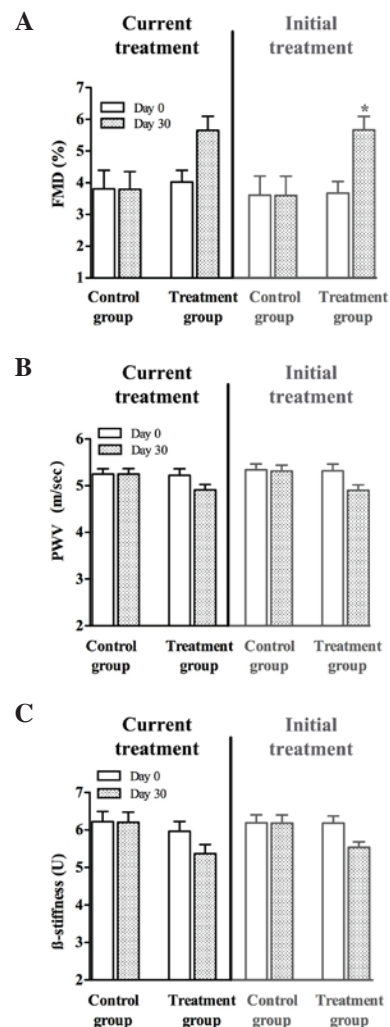 A
Current Initial
treatment treatment
Day 0
Day 30
*
FMD (%)
7
6
5
4
3
2
1
Control Treatment Control Treatment
group group group group
B
Current Initial
treatment treatment
Day 0
Day 30
PWV (m/sec)
6
5
4
3
2
Control Treatment Control Treatment
group group group group
C
Current Initial
treatment treatment
Day 0
Day 30
ß-stiffness (U)
7
6
5
4
3
2
Control Treatment Control Treatment
group group group group